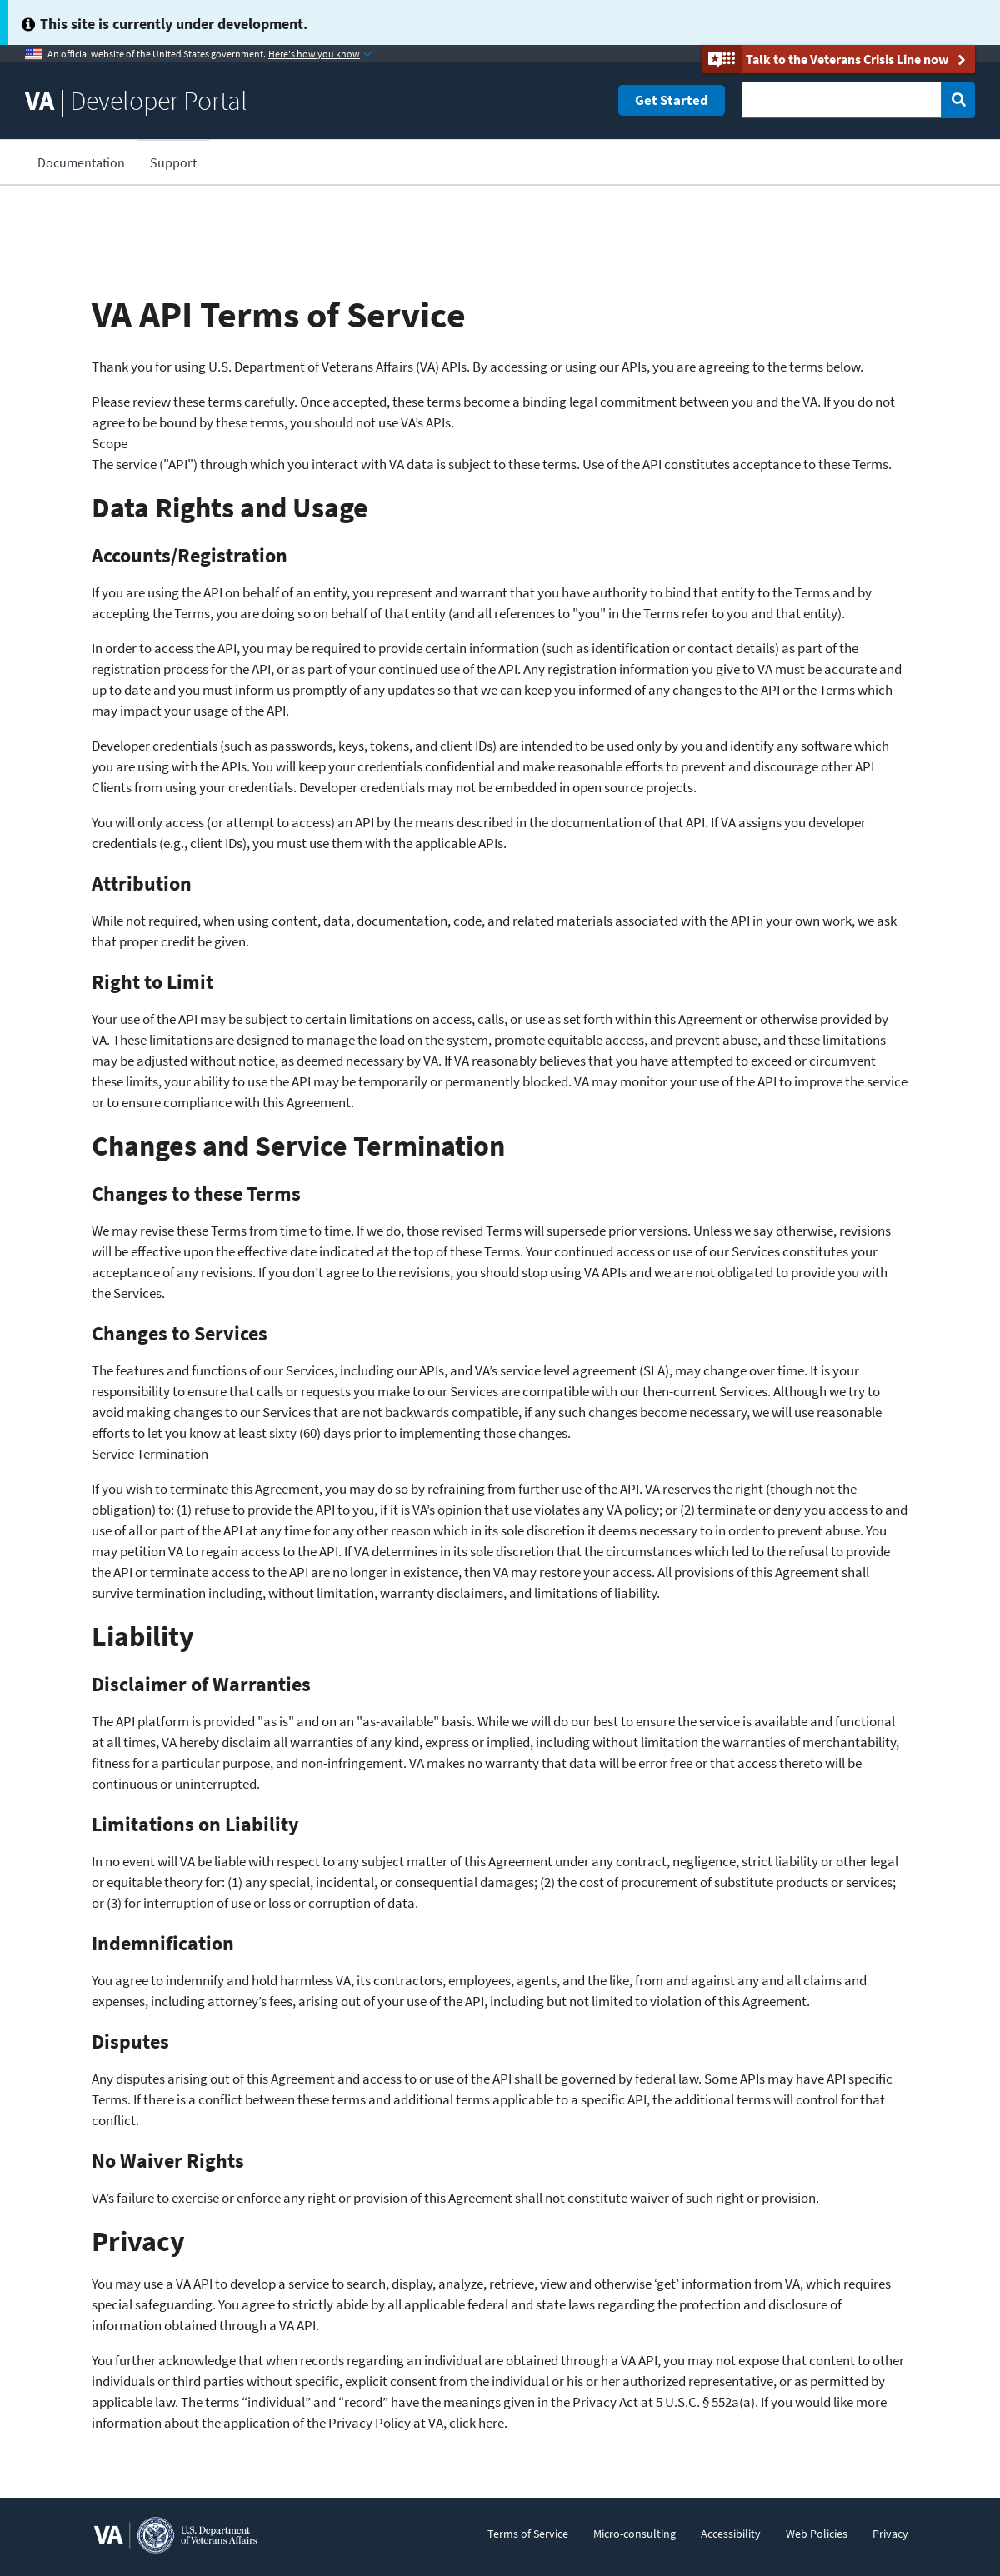 This site is currently under development.
An official website of the United States government. Here's how you know
Talk to the Veterans Crisis Line now
VA | Developer Portal
Get Started
Documentation
Support
VA API Terms of Service
Thank you for using U.S. Department of Veterans Affairs (VA) APIs. By accessing or using our APIs, you are agreeing to the terms below.
Please review these terms carefully. Once accepted, these terms become a binding legal commitment between you and the VA. If you do not
agree to be bound by these terms, you should not use VA’s APIs.
Scope
The service ("API") through which you interact with VA data is subject to these terms. Use of the API constitutes acceptance to these Terms.
Data Rights and Usage
Accounts/Registration
If you are using the API on behalf of an entity, you represent and warrant that you have authority to bind that entity to the Terms and by
accepting the Terms, you are doing so on behalf of that entity (and all references to "you" in the Terms refer to you and that entity).
In order to access the API, you may be required to provide certain information (such as identification or contact details) as part of the
registration process for the API, or as part of your continued use of the API. Any registration information you give to VA must be accurate and
up to date and you must inform us promptly of any updates so that we can keep you informed of any changes to the API or the Terms which
may impact your usage of the API.
Developer credentials (such as passwords, keys, tokens, and client IDs) are intended to be used only by you and identify any software which
you are using with the APIs. You will keep your credentials confidential and make reasonable efforts to prevent and discourage other API
Clients from using your credentials. Developer credentials may not be embedded in open source projects.
You will only access (or attempt to access) an API by the means described in the documentation of that API. If VA assigns you developer
credentials (e.g., client IDs), you must use them with the applicable APIs.
Attribution
While not required, when using content, data, documentation, code, and related materials associated with the API in your own work, we ask
that proper credit be given.
Right to Limit
Your use of the API may be subject to certain limitations on access, calls, or use as set forth within this Agreement or otherwise provided by
VA. These limitations are designed to manage the load on the system, promote equitable access, and prevent abuse, and these limitations
may be adjusted without notice, as deemed necessary by VA. If VA reasonably believes that you have attempted to exceed or circumvent
these limits, your ability to use the API may be temporarily or permanently blocked. VA may monitor your use of the API to improve the service
or to ensure compliance with this Agreement.
Changes and Service Termination
Changes to these Terms
We may revise these Terms from time to time. If we do, those revised Terms will supersede prior versions. Unless we say otherwise, revisions
will be effective upon the effective date indicated at the top of these Terms. Your continued access or use of our Services constitutes your
acceptance of any revisions. If you don’t agree to the revisions, you should stop using VA APIs and we are not obligated to provide you with
the Services.
Changes to Services
The features and functions of our Services, including our APIs, and VA’s service level agreement (SLA), may change over time. It is your
responsibility to ensure that calls or requests you make to our Services are compatible with our then-current Services. Although we try to
avoid making changes to our Services that are not backwards compatible, if any such changes become necessary, we will use reasonable
efforts to let you know at least sixty (60) days prior to implementing those changes.
Service Termination
If you wish to terminate this Agreement, you may do so by refraining from further use of the API. VA reserves the right (though not the
obligation) to: (1) refuse to provide the API to you, if it is VA’s opinion that use violates any VA policy; or (2) terminate or deny you access to and
use of all or part of the API at any time for any other reason which in its sole discretion it deems necessary to in order to prevent abuse. You
may petition VA to regain access to the API. If VA determines in its sole discretion that the circumstances which led to the refusal to provide
the API or terminate access to the API are no longer in existence, then VA may restore your access. All provisions of this Agreement shall
survive termination including, without limitation, warranty disclaimers, and limitations of liability.
Liability
Disclaimer of Warranties
The API platform is provided "as is" and on an "as-available" basis. While we will do our best to ensure the service is available and functional
at all times, VA hereby disclaim all warranties of any kind, express or implied, including without limitation the warranties of merchantability,
fitness for a particular purpose, and non-infringement. VA makes no warranty that data will be error free or that access thereto will be
continuous or uninterrupted.
Limitations on Liability
In no event will VA be liable with respect to any subject matter of this Agreement under any contract, negligence, strict liability or other legal
or equitable theory for: (1) any special, incidental, or consequential damages; (2) the cost of procurement of substitute products or services;
or (3) for interruption of use or loss or corruption of data.
Indemnification
You agree to indemnify and hold harmless VA, its contractors, employees, agents, and the like, from and against any and all claims and
expenses, including attorney’s fees, arising out of your use of the API, including but not limited to violation of this Agreement.
Disputes
Any disputes arising out of this Agreement and access to or use of the API shall be governed by federal law. Some APIs may have API specific
Terms. If there is a conflict between these terms and additional terms applicable to a specific API, the additional terms will control for that
conflict.
No Waiver Rights
VA’s failure to exercise or enforce any right or provision of this Agreement shall not constitute waiver of such right or provision.
Privacy
You may use a VA API to develop a service to search, display, analyze, retrieve, view and otherwise ‘get’ information from VA, which requires
special safeguarding. You agree to strictly abide by all applicable federal and state laws regarding the protection and disclosure of
information obtained through a VA API.
You further acknowledge that when records regarding an individual are obtained through a VA API, you may not expose that content to other
individuals or third parties without specific, explicit consent from the individual or his or her authorized representative, or as permitted by
applicable law. The terms “individual” and “record” have the meanings given in the Privacy Act at 5 U.S.C. § 552a(a). If you would like more
information about the application of the Privacy Policy at VA, click here.
VA
U.S. Department
of Veterans Affairs
Terms of Service
Micro-consulting
Accessibility
Web Policies
Privacy